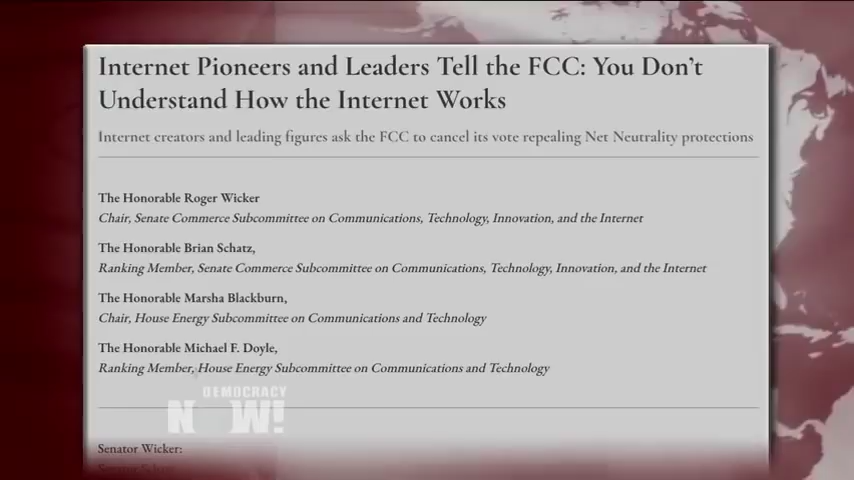 Internet Pioneers and Leaders Tell the FCC: You Don't
Understand How the Internet Works
Internet creators and leading figures ask the FCC to cancel its vote repealing Net Neutrality protections
The Honorable Roger Wicker
Chair, Senate Commerce Subcommittee on Communications, Technology, Innovation, and the Internet
The Honorable Brian Schatz,
Ranking Member, Senate Commerce Subcommittee on Communications, Technology, Innovation, and the Internet
The Honorable Marsha Blackburn,
Chair, House Energy Subcommittee on Communications and Technology
The Honorable Michael F. Doyle,
Ranking Member, House Energy Subcommittee on Communications and Technology
DEMOCRACY
NOW!
Senator Wicker: